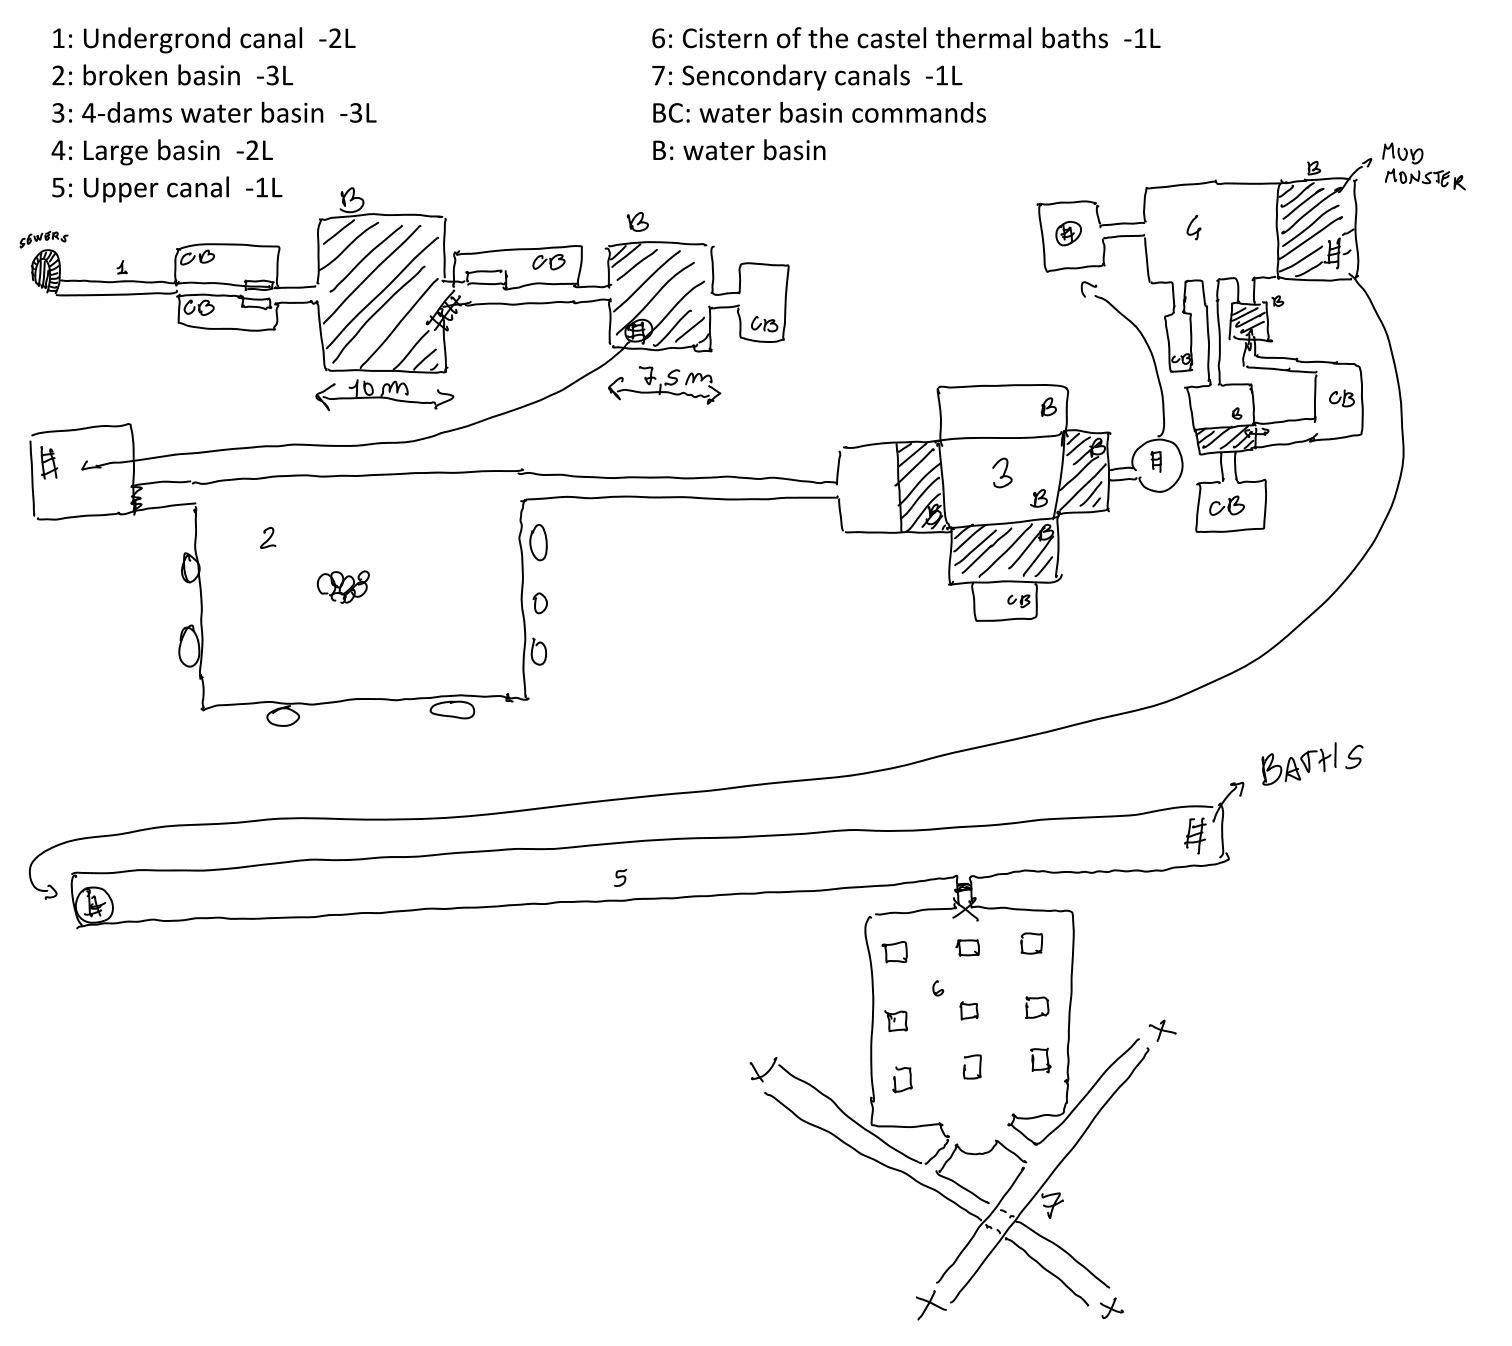 1: Undergrond canal -2L
2: broken basin -3L
3: 4-dams water basin -3L
4: Large basin -2L
5: Upper canal -1L
6: Cistern of the castel thermal baths -1L
7: Sencondary canals -1L
BC: water basin commands
B: water basin
MUD
MONSTER
B
B
B
SEWERS
1
CB
CB
CB
CB
10 m
7,5 m
4
B
CB
B
CB
CB
B
B
3
B
B
B
CB
2
BATHS
5
6
7